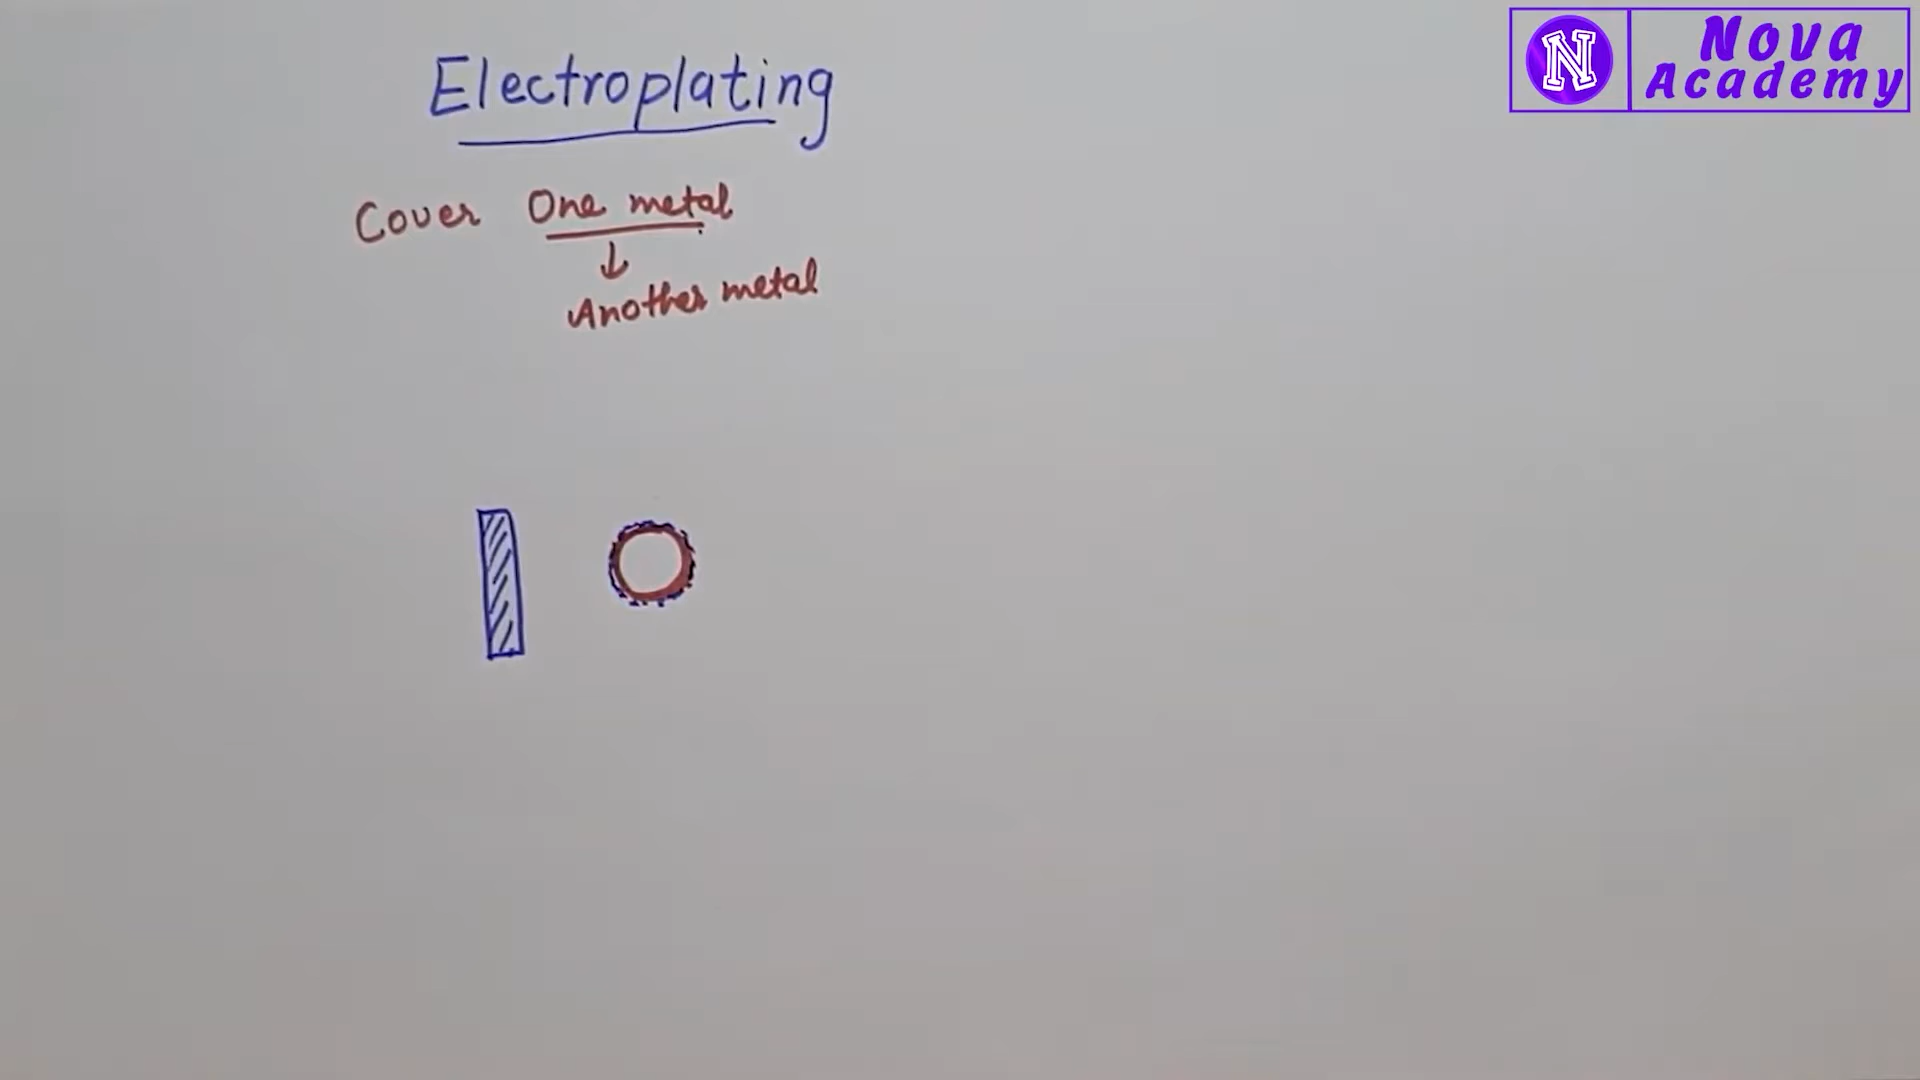 Electroplating
Cover One metal
↓
Another metal
N
Nova
Academy